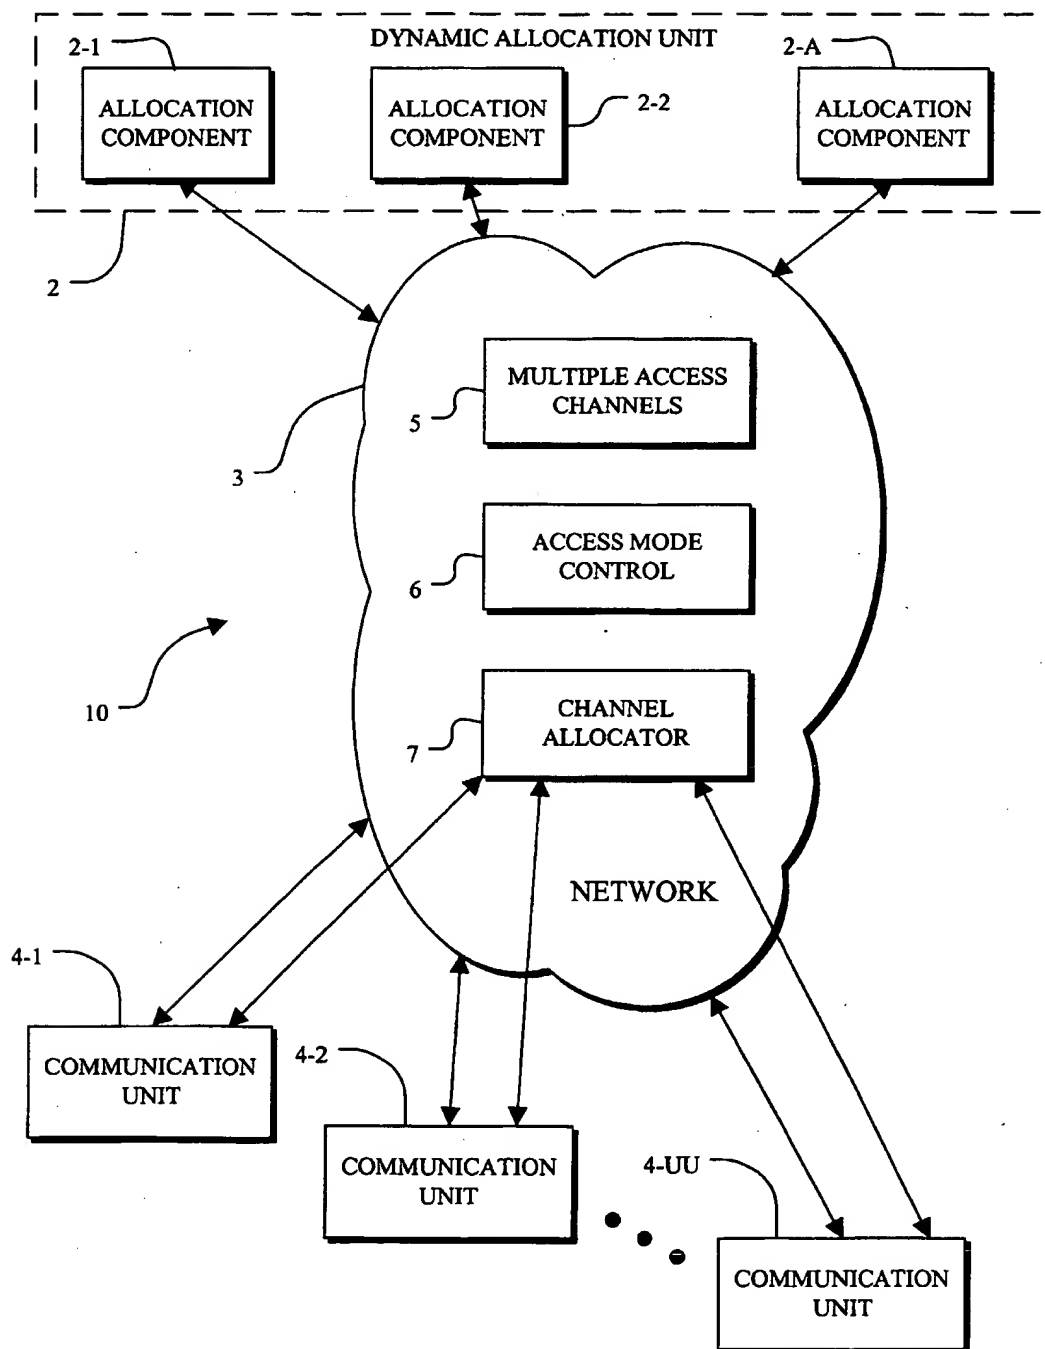 DYNAMIC ALLOCATION UNIT
2-1
2-A
ALLOCATION
COMPONENT
ALLOCATION
COMPONENT
2-2
ALLOCATION
COMPONENT
2
MULTIPLE ACCESS
CHANNELS
5
3
ACCESS MODE
CONTROL
6
10
CHANNEL
ALLOCATOR
7
NETWORK
4-1
COMMUNICATION
UNIT
4-2
COMMUNICATION
UNIT
4-UU
COMMUNICATION
UNIT